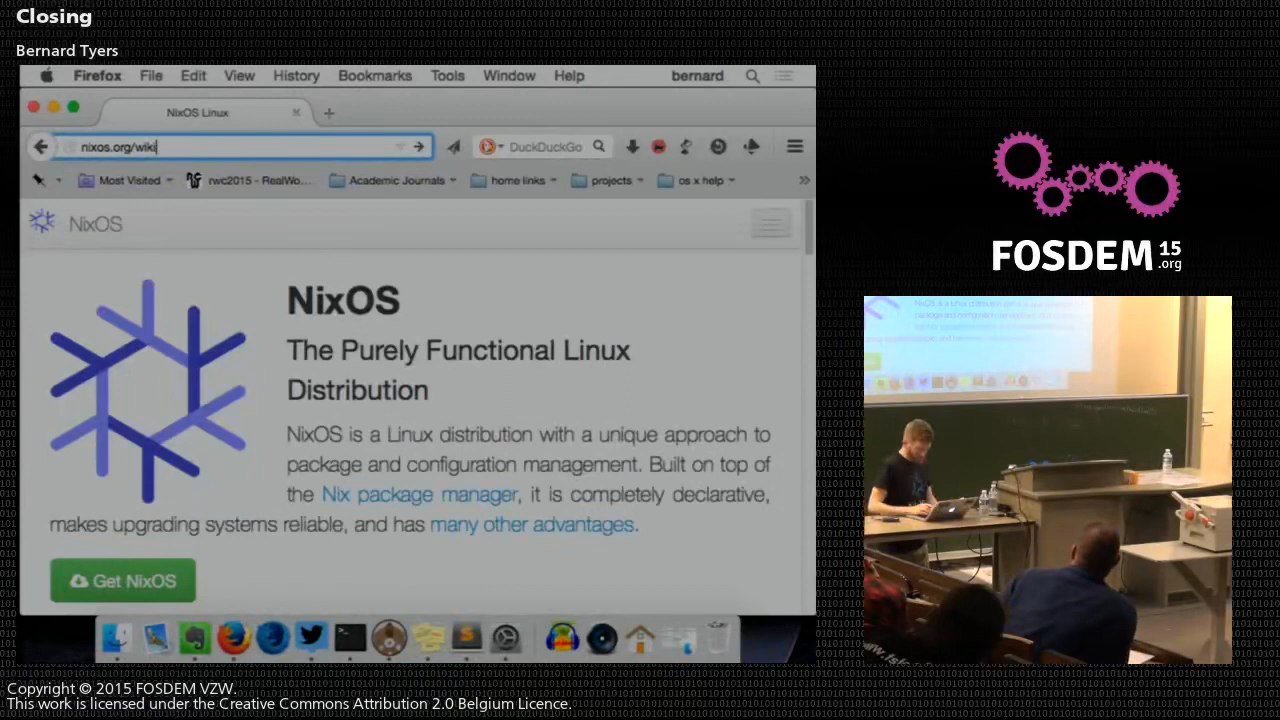 Closing
Bernard Tyers
Firefox File Edit View History Bookmarks Tools Window Help bernard
NixOS Linux
nixos.org/wiki
DuckDuckGo
Most Visited rwc2015 - RealWo... Academic Journals home links projects os x help
NixOS
NixOS
The Purely Functional Linux
Distribution
NixOS is a Linux distribution with a unique approach to
package and configuration management. Built on top of
the Nix package manager, it is completely declarative,
makes upgrading systems reliable, and has many other advantages.
Get NixOS
FOSDEM 15
.org
Copyright © 2015 FOSDEM VZW.
This work is licensed under the Creative Commons Attribution 2.0 Belgium Licence.